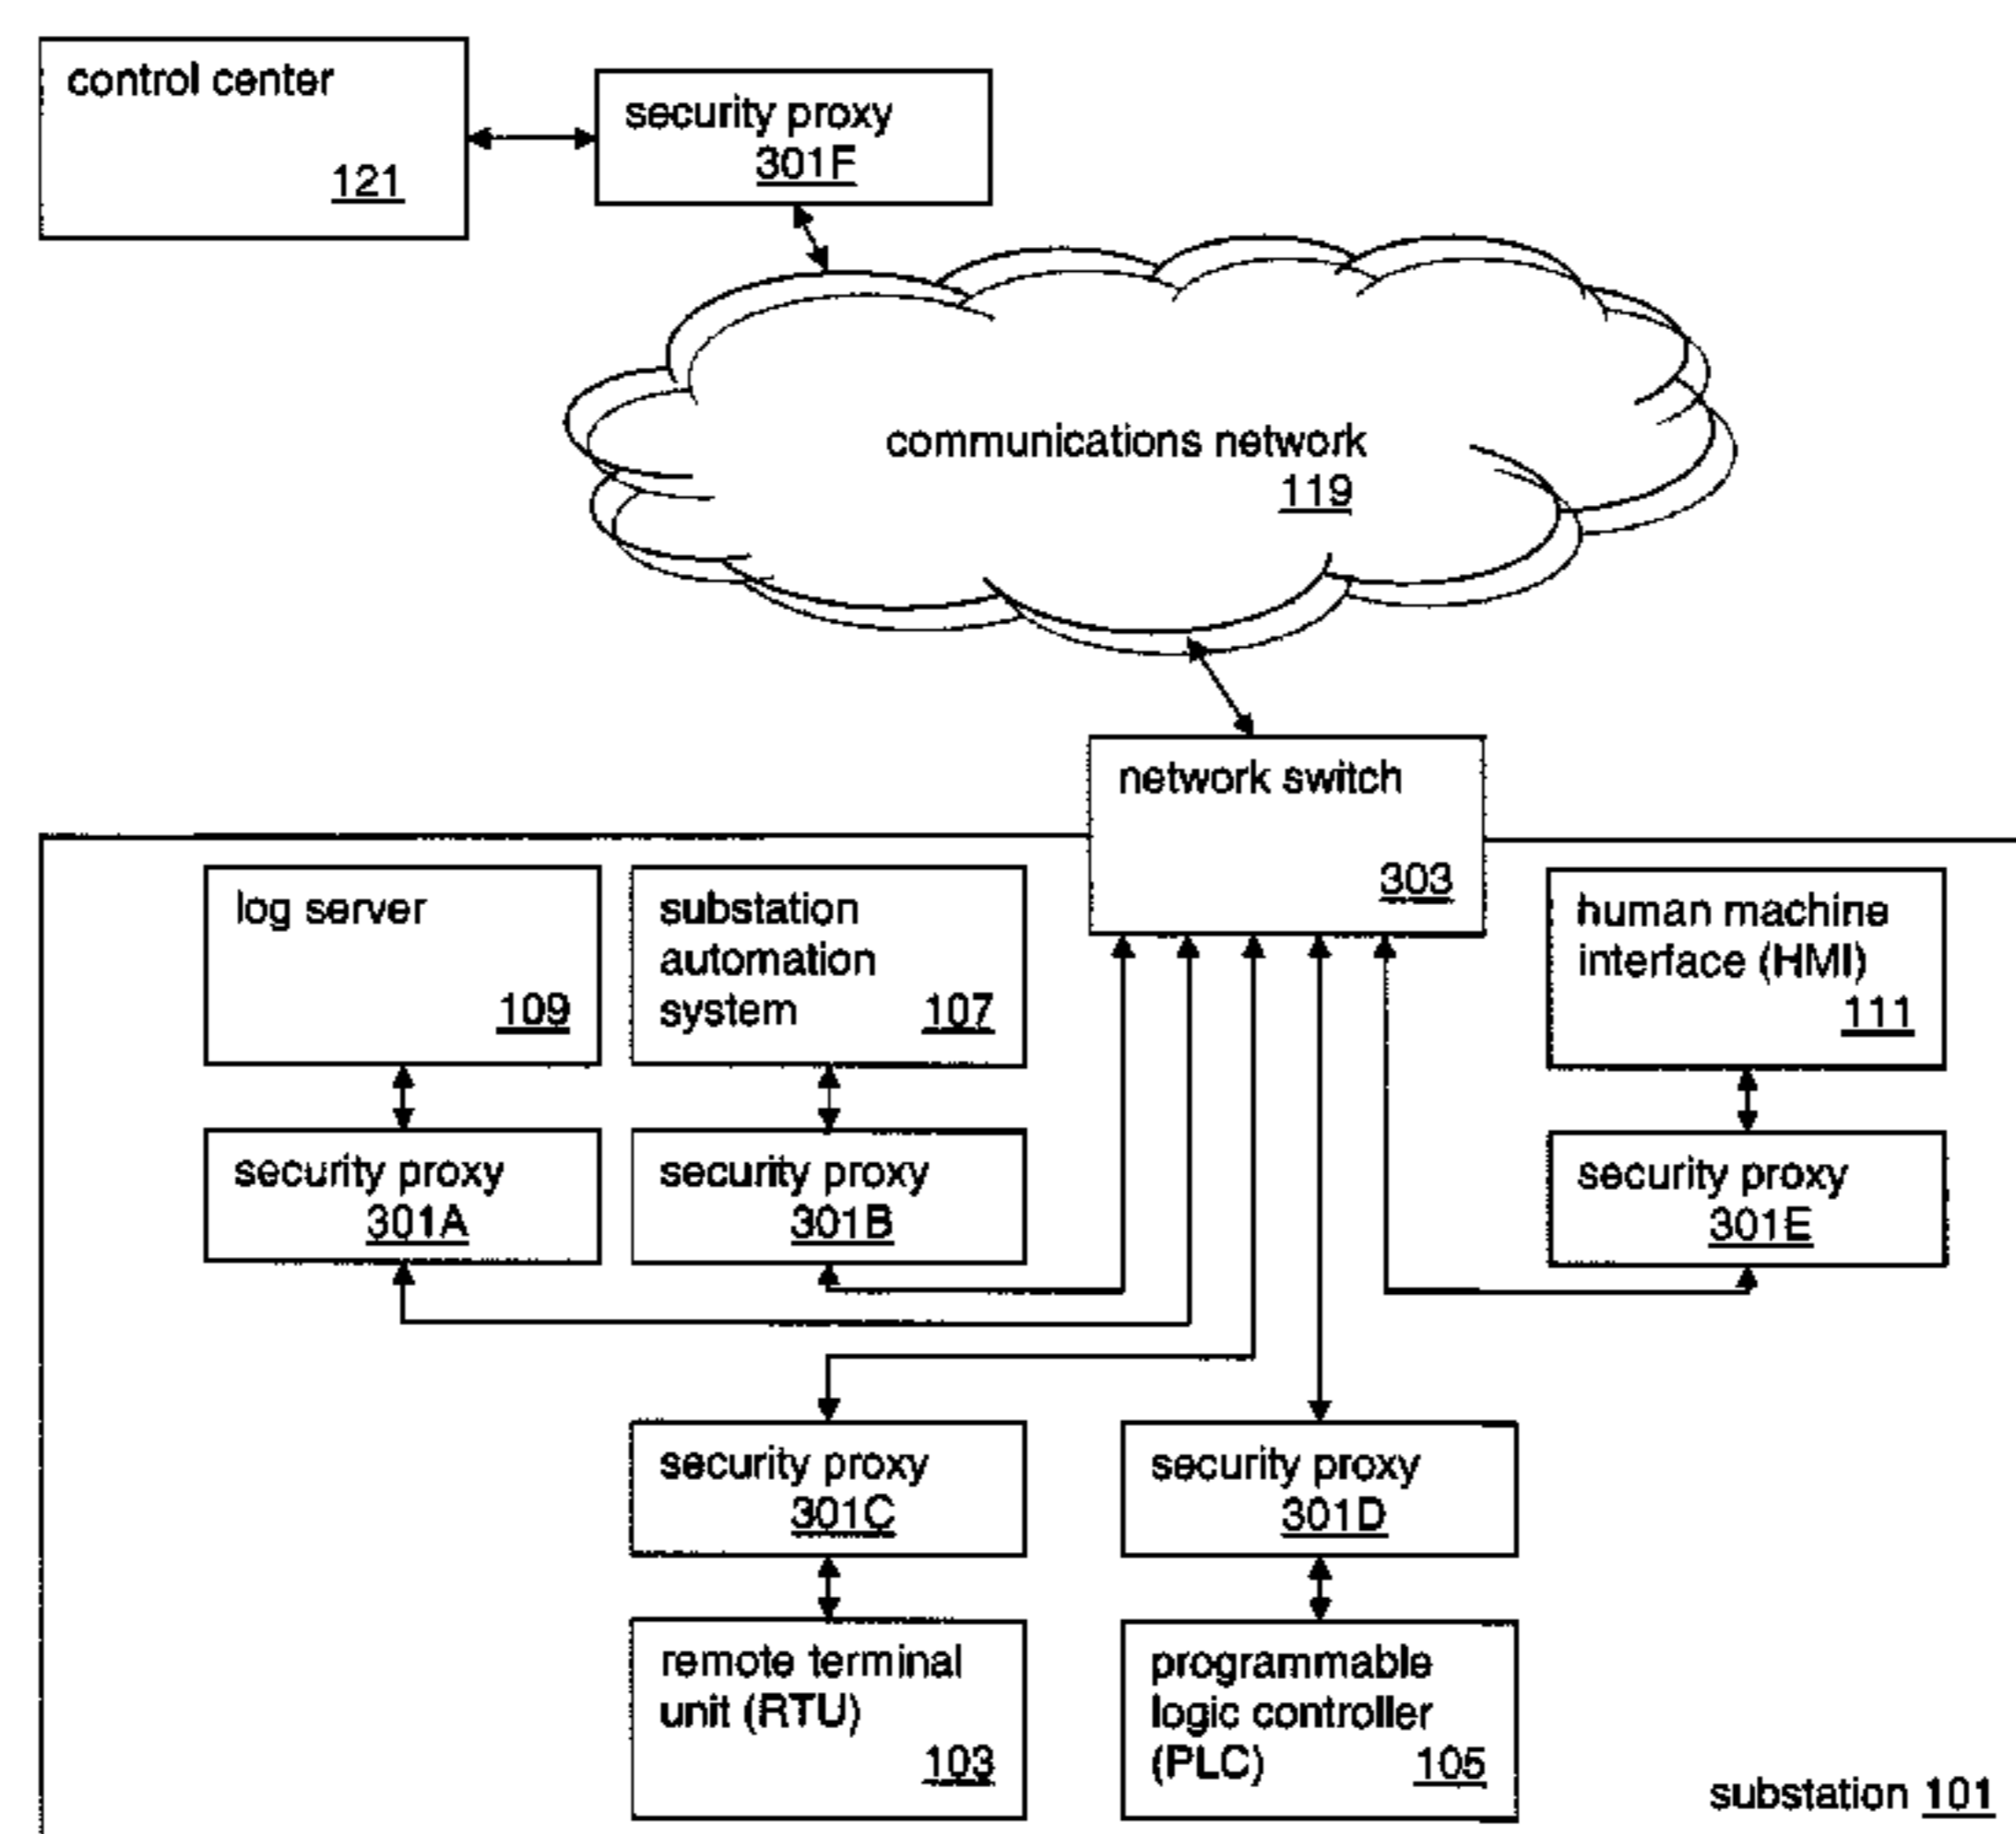 control center
121
security proxy
301F
communications network
119
network switch
303
log server
109
substation
automation
system 107
human machine
interface (HMI)
111
security proxy
301A
security proxy
301B
security proxy
301E
security proxy
301C
security proxy
301D
remote terminal
unit (RTU)
103
programmable
logic controller
(PLC) 105
substation 101